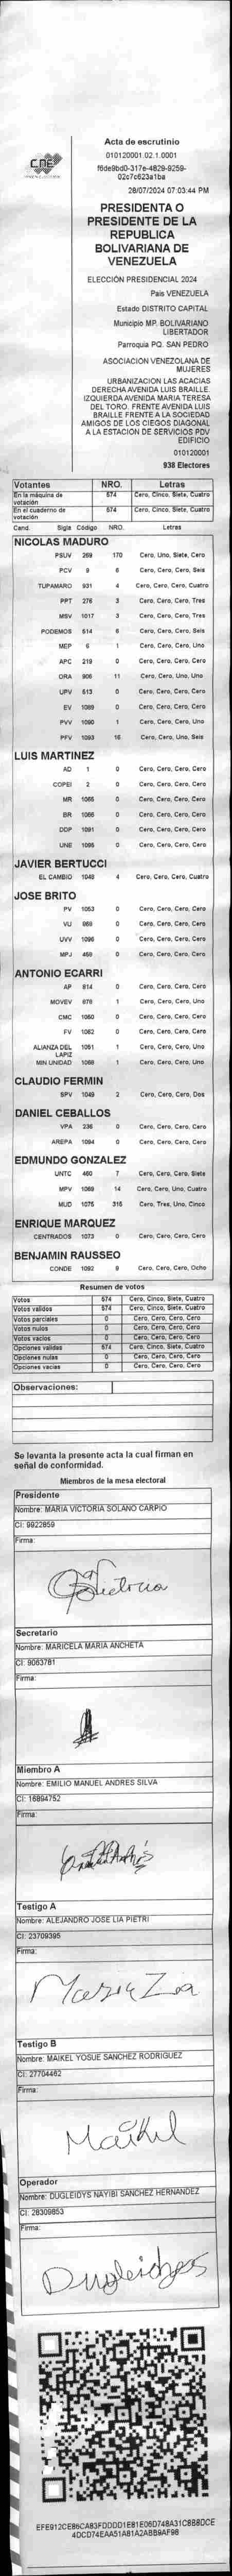 CNE
Acta de escrutinio
010120001.02.1.0001
f6de9bd0-317e-4829-9259-
02c7c623a1ba
28/07/2024 07:03:44 PM
PRESIDENTA O
PRESIDENTE DE LA
REPUBLICA
BOLIVARIANA DE
VENEZUELA
ELECCIÓN PRESIDENCIAL 2024
País VENEZUELA
Estado DISTRITO CAPITAL
Municipio MP. BOLIVARIANO
LIBERTADOR
Parroquia PQ. SAN PEDRO
ASOCIACIÓN VENEZOLANA DE
MUJERES
URBANIZACION LAS ACACIAS
DERECHA AVENIDA LUIS BRAILLE.
IZQUIERDA AVENIDA MARIA TERESA
DEL TORO. FRENTE AVENIDA LUIS
BRAILLE FRENTE A LA SOCIEDAD
AMIGOS DE LOS CIEGOS DIAGONAL
A LA ESTACION DE SERVICIOS PDV
EDIFICIO
010120001
938 Electores
Votantes NRO. Letras
En la máquina de votación 574 Cero, Cinco, Siete, Cuatro
En el cuaderno de votación 574 Cero, Cinco, Siete, Cuatro
Cand. Sigla Código NRO. Letras
NICOLAS MADURO
PSUV 269 170 Cero, Uno, Siete, Cero
PCV 9 6 Cero, Cero, Cero, Seis
TUPAMARO 931 4 Cero, Cero, Cero, Cuatro
PPT 276 3 Cero, Cero, Cero, Tres
MSV 1017 3 Cero, Cero, Cero, Tres
PODEMOS 514 6 Cero, Cero, Cero, Seis
MEP 6 1 Cero, Cero, Cero, Uno
APC 219 0 Cero, Cero, Cero, Cero
ORA 906 11 Cero, Cero, Uno, Uno
UPV 613 0 Cero, Cero, Cero, Cero
EV 1089 0 Cero, Cero, Cero, Cero
PVV 1090 1 Cero, Cero, Cero, Uno
PFV 1093 16 Cero, Cero, Uno, Seis
LUIS MARTINEZ
AD 1 0 Cero, Cero, Cero, Cero
COPEI 2 0 Cero, Cero, Cero, Cero
MR 1065 0 Cero, Cero, Cero, Cero
BR 1066 0 Cero, Cero, Cero, Cero
DDP 1091 0 Cero, Cero, Cero, Cero
UNE 1095 0 Cero, Cero, Cero, Cero
JAVIER BERTUCCI
EL CAMBIO 1048 4 Cero, Cero, Cero, Cuatro
JOSE BRITO
PV 1053 0 Cero, Cero, Cero, Cero
VU 969 0 Cero, Cero, Cero, Cero
UVV 1096 0 Cero, Cero, Cero, Cero
MPJ 450 0 Cero, Cero, Cero, Cero
ANTONIO ECARRI
AP 914 0 Cero, Cero, Cero, Cero
MOVEV 978 1 Cero, Cero, Cero, Uno
CMC 1050 0 Cero, Cero, Cero, Cero
FV 1062 0 Cero, Cero, Cero, Cero
ALIANZA DEL LAPIZ 1051 1 Cero, Cero, Cero, Uno
MIN UNIDAD 1068 1 Cero, Cero, Cero, Uno
CLAUDIO FERMIN
SPV 1049 2 Cero, Cero, Cero, Dos
DANIEL CEBALLOS
VPA 236 0 Cero, Cero, Cero, Cero
AREPA 1094 0 Cero, Cero, Cero, Cero
EDMUNDO GONZALEZ
UNTC 460 7 Cero, Cero, Cero, Siete
MPV 1069 14 Cero, Cero, Uno, Cuatro
MUD 1075 315 Cero, Tres, Uno, Cinco
ENRIQUE MARQUEZ
CENTRADOS 1073 0 Cero, Cero, Cero, Cero
BENJAMIN RAUSSEO
CONDE 1092 Cero, Cero, Cero, Ocho
Resumen de votos
Votos 574 Cero, Cinco, Siete, Cuatro
Votos validos 574 Cero, Cinco, Siete, Cuatro
Votos parciales 0 Cero, Cero, Cero, Cero
Votos nulos 0 Cero, Cero, Cero, Cero
Votos vacíos 0 Cero, Cero, Cero, Cero
Opciones validas 574 Cero, Cinco, Siete, Cuatro
Opciones nulas 0 Cero, Cero, Cero, Cero
Opciones vacías 0 Cero, Cero, Cero, Cero
Observaciones:
Se levanta la presente acta la cual firman en
señal de conformidad.
Miembros de la mesa electoral
Presidente
Nombre: MARIA VICTORIA SOLANO CARPIO
CI: 9922859
Firma:
Victoria
Secretario
Nombre: MARICELA MARIA ANCHETA
CI: 9063781
Firma:
Miembro A
Nombre: EMILIO MANUEL ANDRES SILVA
CI: 16894752
Firma:
Testigo A
Nombre: ALEJANDRO JOSE LIA PIETRI
CI: 23709395
Firma:
Testigo B
Nombre: MAIKEL YOSUE SANCHEZ RODRIGUEZ
CI: 27704462
Firma:
Maikel
Operador
Nombre: DUGLEIDYS NAYIBI SANCHEZ HERNANDEZ
CI: 28309853
Firma:
Dugleidys
EFE912CE86CA83FDDDD1E81E06D748A31C8B8DCE
4DCD74EAA51A81A2ABB9AF98